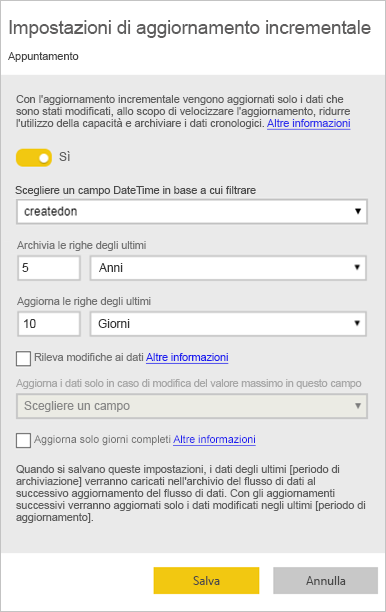 Impostazioni di aggiornamento incrementale
Appuntamento
Con l'aggiornamento incrementale vengono aggiornati solo i dati che
sono stati modificati, allo scopo di velocizzare l'aggiornamento, ridurre
l'utilizzo della capacità e archiviare i dati cronologici. Altre informazioni
Sì
Scegliere un campo DateTime in base a cui filtrare
createdon
Archivia le righe degli ultimi
5 Anni
Aggiorna le righe degli ultimi
10 Giorni
Rileva modifiche ai dati Altre informazioni
Aggiorna i dati solo in caso di modifica del valore massimo in questo campo
Scegliere un campo
Aggiorna solo giorni completi Altre informazioni
Quando si salvano queste impostazioni, i dati degli ultimi [periodo di
archiviazione] verranno caricati nell'archivio del flusso di dati al
successivo aggiornamento del flusso di dati. Con gli aggiornamenti
successivi verranno aggiornati solo i dati modificati negli ultimi [periodo di
aggiornamento].
Salva Annulla